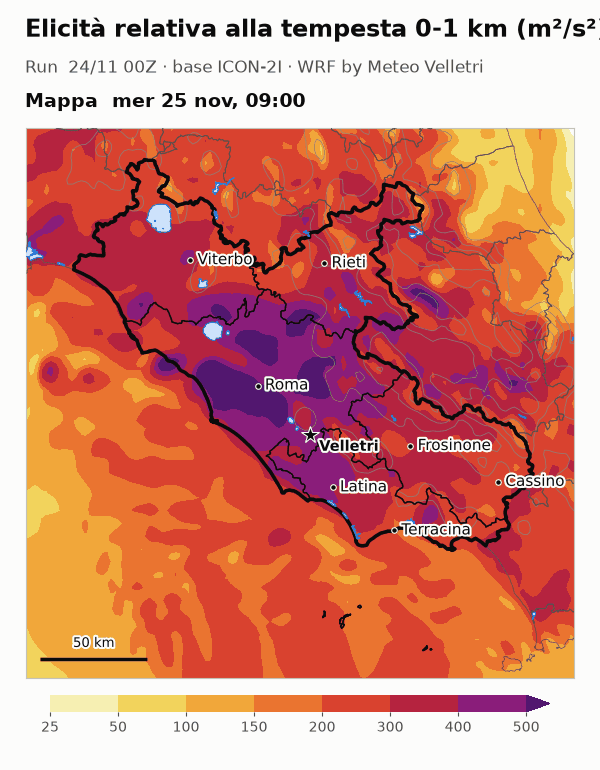 Elicità relativa alla tempesta 0-1 km (m²/s²)
Run  24/11 00Z · base ICON-2I · WRF by Meteo Velletri
Mappa  mer 25 nov, 09:00
Viterbo
Rieti
Roma
Velletri
Frosinone
Latina
Cassino
Terracina
50 km
25 50 100 150 200 300 400 500